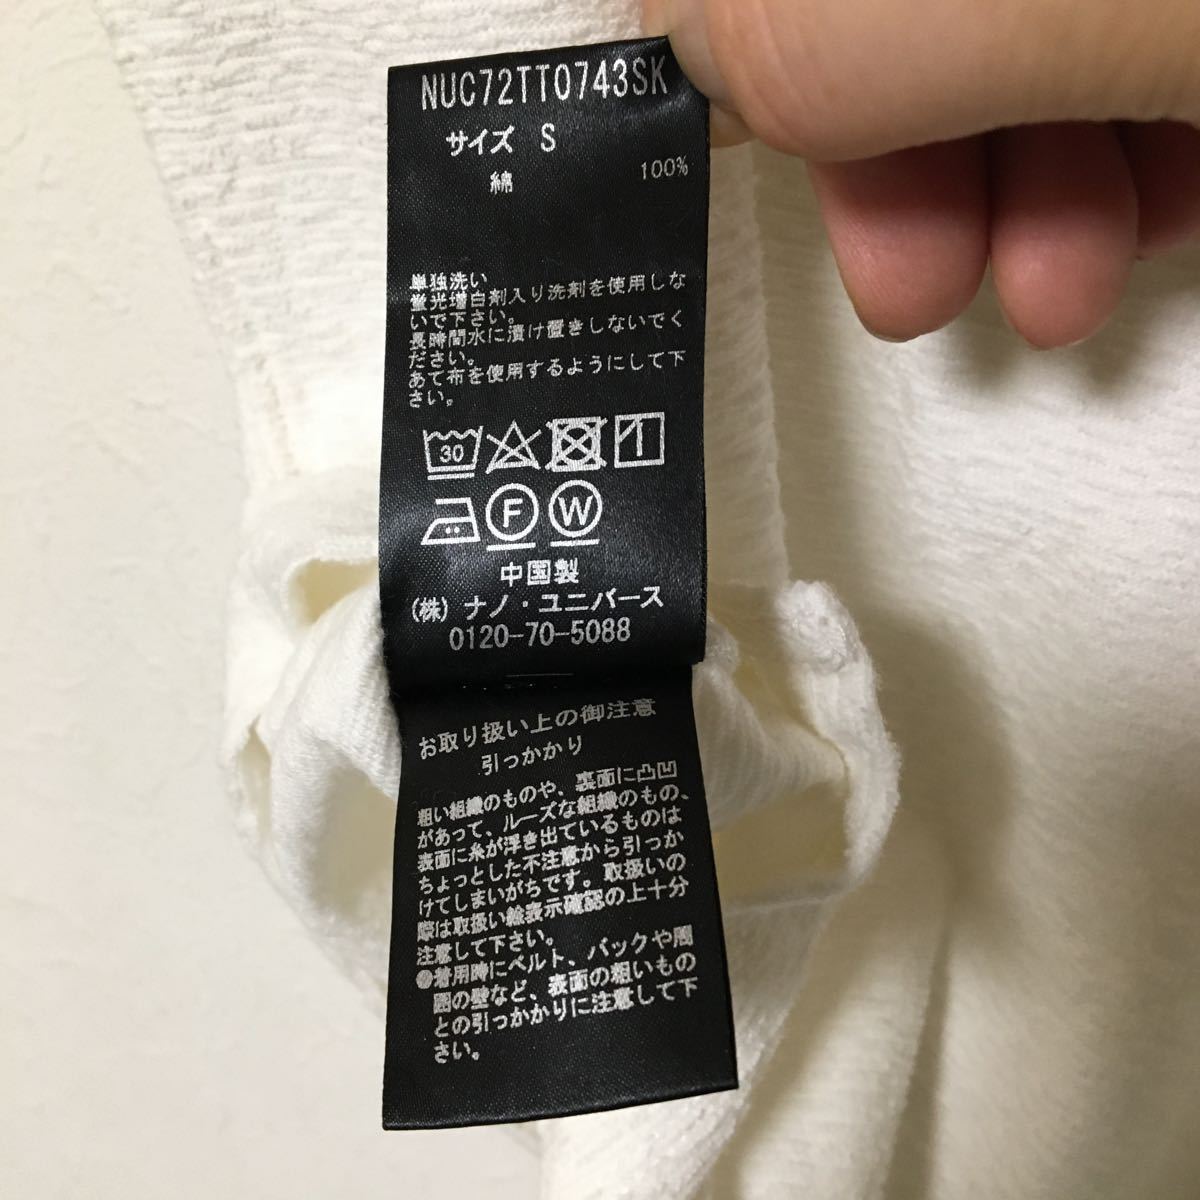 NUC72TT0743SK
サイズ S
綿 100%
単独洗い
蛍光増白剤入り洗剤を使用しな
いで下さい。
長時間水に漬け置きしないでく
ださい。
あて布を使用するようにして下
さい。
30
F W
中国製
(株) ナノ・ユニバース
0120-70-5088
お取り扱い上の御注意
引っかかり
粗い組織のものや、裏面に凸凹
があって、ルーズな組織のもの、
表面に糸が浮き出ているものは
ちょっとした不注意から引っか
けてしまいがちです。取扱いの
際は取扱い絵表示確認の上十分
注意して下さい。
●着用時にベルト、バックや周
囲の壁など、表面の粗いもの
との引っかかりに注意して下
さい。